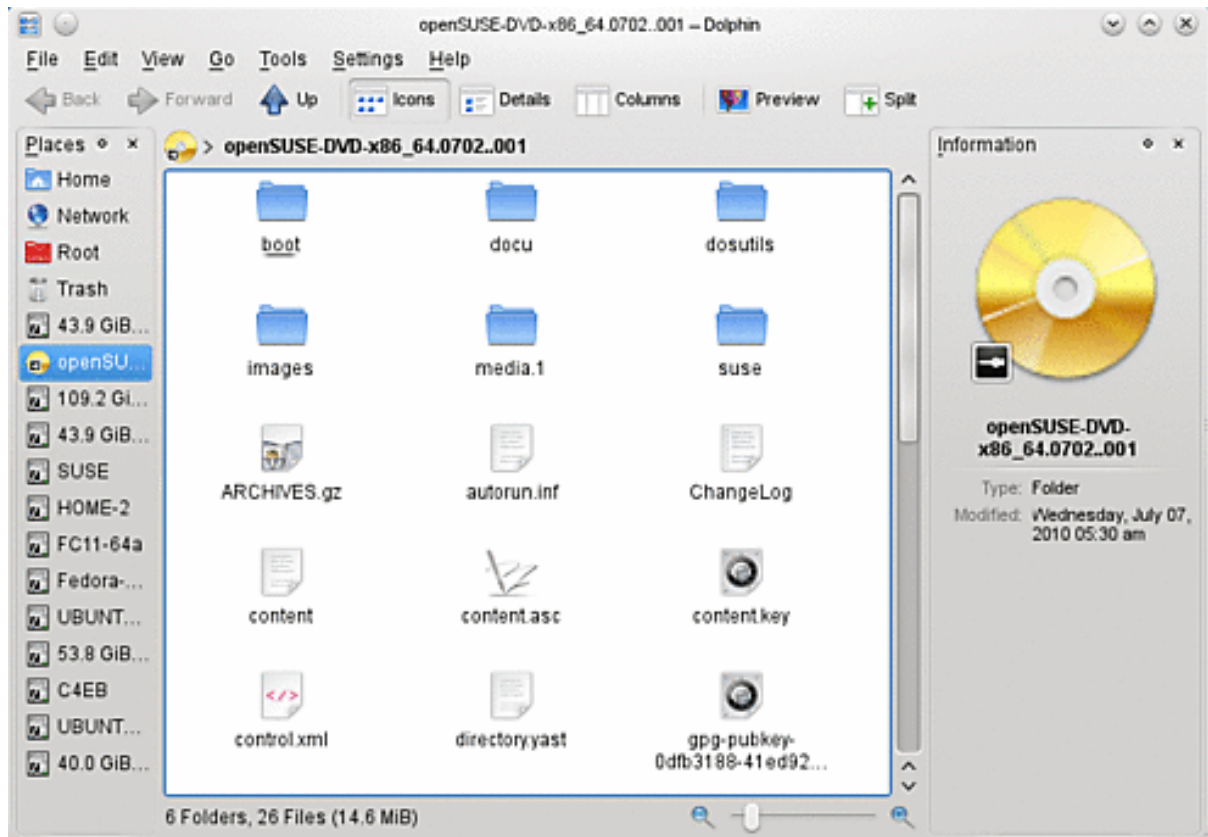 openSUSE-DVD-x86_64.0702..001 – Dolphin
File Edit View Go Tools Settings Help
Back Forward Up Icons Details Columns Preview Split
Places
Home
Network
Root
Trash
43.9 GiB...
openSU...
109.2 Gi...
43.9 GiB...
SUSE
HOME-2
FC11-64a
Fedora-...
UBUNT...
53.8 GiB...
C4EB
UBUNT...
40.0 GiB...
> openSUSE-DVD-x86_64.0702..001
boot docu dosutils
images media.1 suse
ARCHIVES.gz autorun.inf ChangeLog
content content.asc content.key
control.xml directory.yast gpg-pubkey-
0dfb3188-41ed92...
6 Folders, 26 Files (14.6 MiB)
Information
openSUSE-DVD-
x86_64.0702..001
Type: Folder
Modified: Wednesday, July 07,
2010 05:30 am